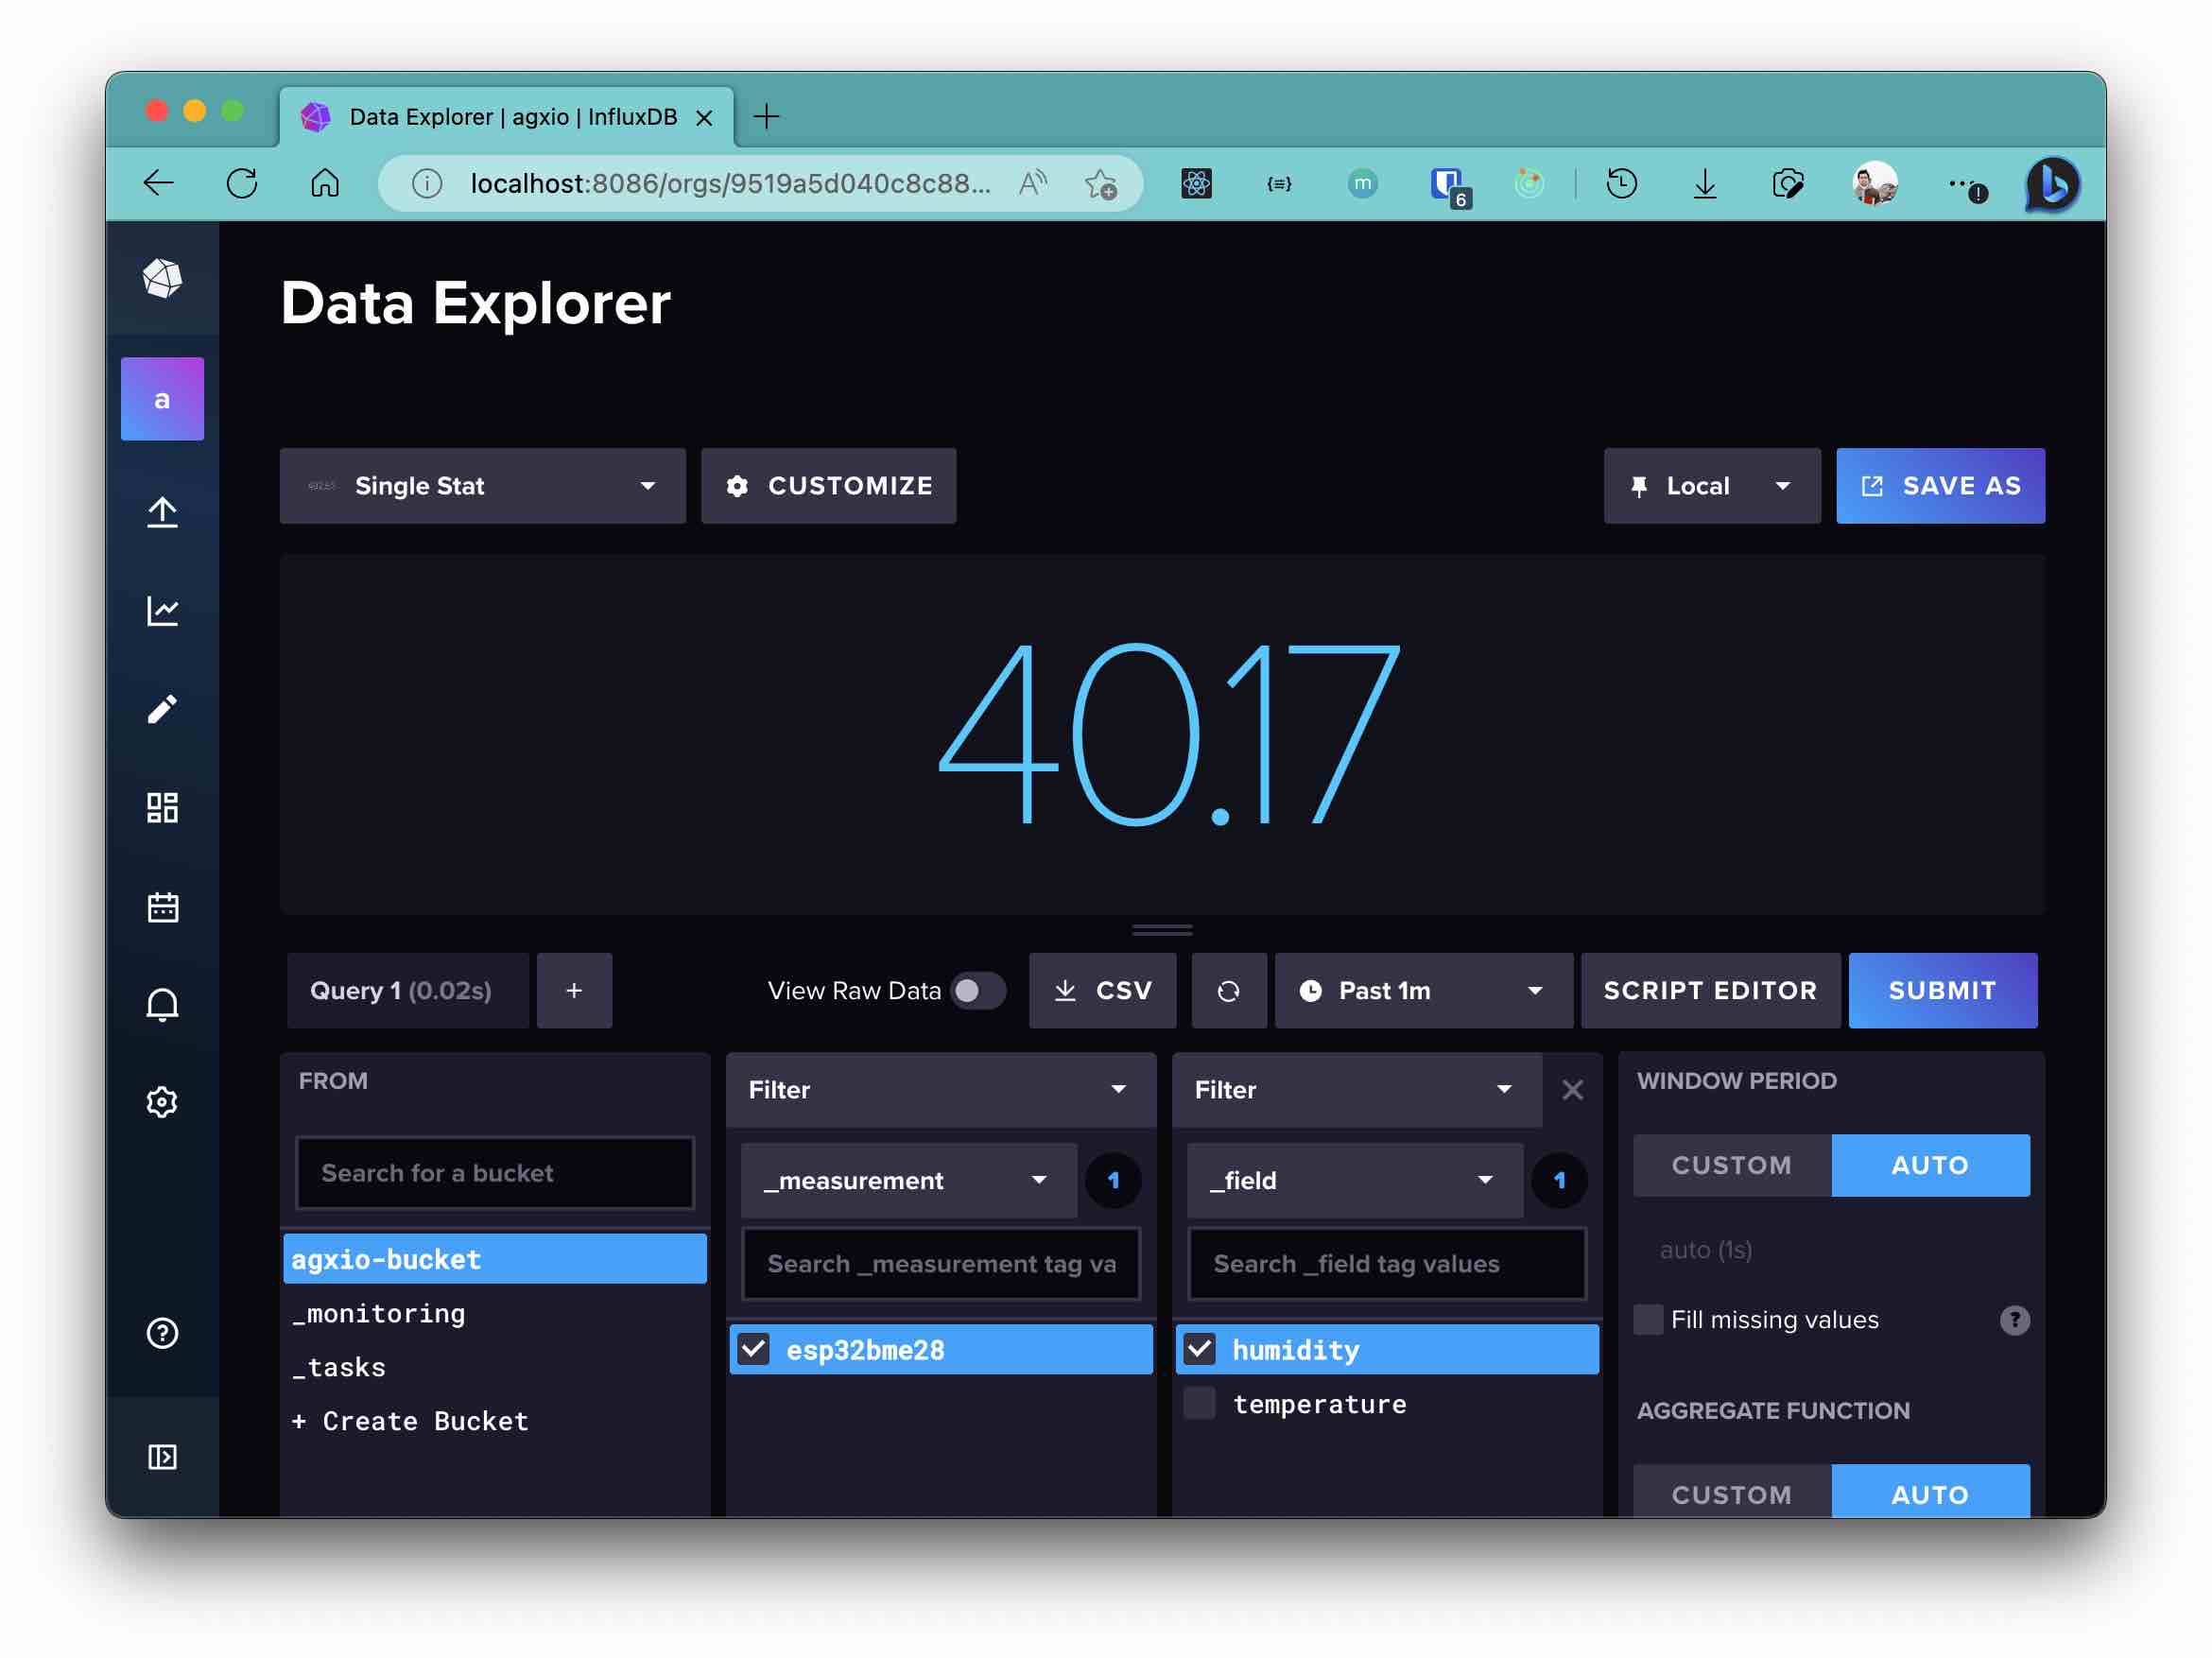 Data Explorer | agxio | InfluxDB
localhost:8086/orgs/9519a5d040c8c88...
m
6
Data Explorer
a
Single Stat
CUSTOMIZE
Local
SAVE AS
40.17
Query 1 (0.02s)
+
View Raw Data
CSV
Past 1m
SCRIPT EDITOR
SUBMIT
FROM
Search for a bucket
agxio-bucket
_monitoring
_tasks
+ Create Bucket
Filter
_measurement
1
Search _measurement tag va
esp32bme28
Filter
_field
1
Search _field tag values
humidity
temperature
WINDOW PERIOD
CUSTOM
AUTO
auto (1s)
Fill missing values
?
AGGREGATE FUNCTION
CUSTOM
AUTO